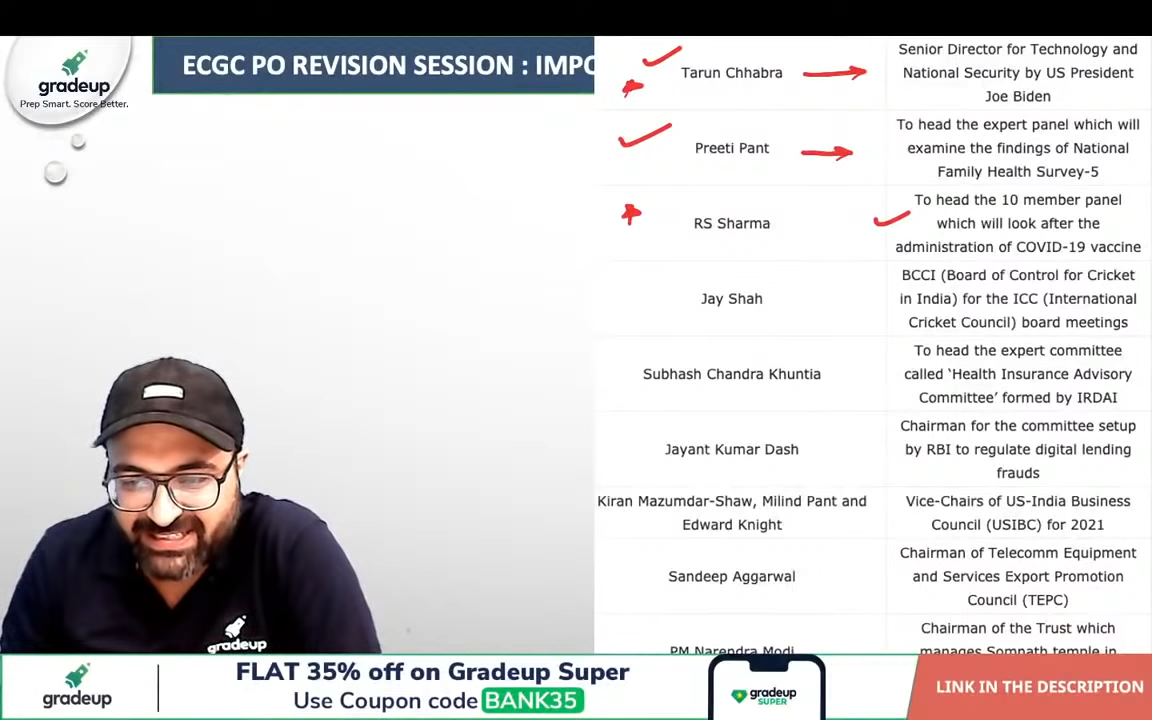 gradeup
Prep Smart. Score Better.
ECGC PO REVISION SESSION : IMPO
Tarun Chhabra
Senior Director for Technology and
National Security by US President
Joe Biden
Preeti Pant
To head the expert panel which will
examine the findings of National
Family Health Survey-5
RS Sharma
To head the 10 member panel
which will look after the
administration of COVID-19 vaccine
Jay Shah
BCCI (Board of Control for Cricket
in India) for the ICC (International
Cricket Council) board meetings
Subhash Chandra Khuntia
To head the expert committee
called ‘Health Insurance Advisory
Committee’ formed by IRDAI
Jayant Kumar Dash
Chairman for the committee setup
by RBI to regulate digital lending
frauds
Kiran Mazumdar-Shaw, Milind Pant and
Edward Knight
Vice-Chairs of US-India Business
Council (USIBC) for 2021
Sandeep Aggarwal
Chairman of Telecomm Equipment
and Services Export Promotion
Council (TEPC)
PM Narendra Modi
Chairman of the Trust which
manages Somnath temple in
gradeup
gradeup
FLAT 35% off on Gradeup Super
Use Coupon code BANK35
gradeup
SUPER
LINK IN THE DESCRIPTION